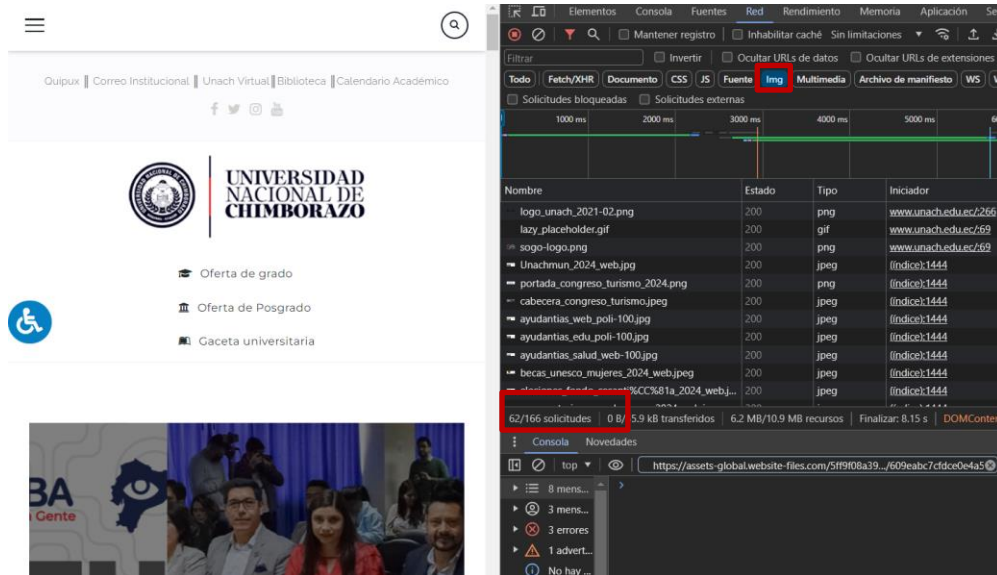 Quipux || Correo Institucional || Unach Virtual || Biblioteca || Calendario Académico
UNIVERSIDAD
NACIONAL DE
CHIMBORAZO
Oferta de grado
Oferta de Posgrado
Gaceta universitaria
BA
Gente
Elementos Consola Fuentes Red Rendimiento Memoria Aplicación
Mantener registro Inhabilitar caché Sin limitaciones
Filtrar Invertir Ocultar URLs de datos Ocultar URLs de extensiones
Todo Fetch/XHR Documento CSS JS Fuente Img Multimedia Archivo de manifiesto WS
Solicitudes bloqueadas Solicitudes externas
1000 ms 2000 ms 3000 ms 4000 ms 5000 ms
Nombre Estado Tipo Iniciador
logo_unach_2021-02.png 200 png www.unach.edu.ec/:266
lazy_placeholder.gif 200 gif www.unach.edu.ec/:69
sogo-logo.png 200 png www.unach.edu.ec/:69
Unachmun_2024_web.jpg 200 jpeg (índice):1444
portada_congreso_turismo_2024.png 200 png (índice):1444
cabecera_congreso_turismo.jpeg 200 jpeg (índice):1444
ayudantias_web_poli-100.jpg 200 jpeg (índice):1444
ayudantias_edu_poli-100.jpg 200 jpeg (índice):1444
ayudantias_salud_web-100.jpg 200 jpeg (índice):1444
becas_unesco_mujeres_2024_web.jpeg 200 jpeg (índice):1444
200 jpeg (índice):1444
62/166 solicitudes 0 B/ 5.9 kB transferidos 6.2 MB/10.9 MB recursos Finalizar: 8.15 s DOMConten
Consola Novedades
top https://assets-global.website-files.com/5ff9f08a39.../609eabc7cfdce0e4a5
8 mens...
3 mens...
3 errores
1 advert...
No hay ...